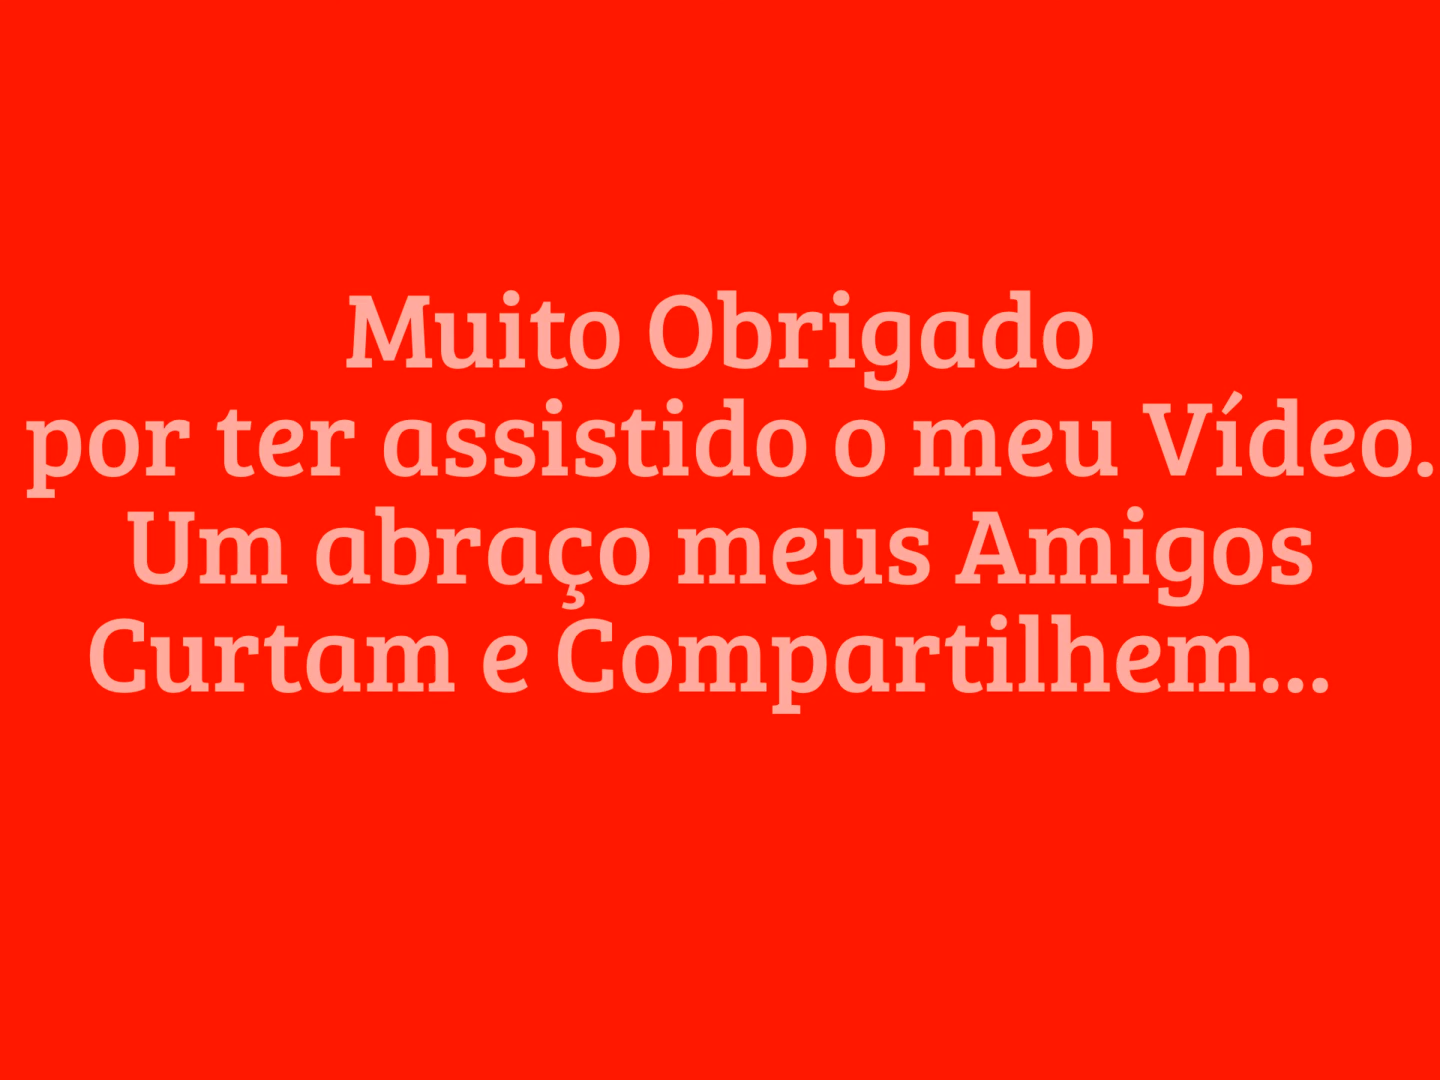 Muito Obrigado
por ter assistido o meu Vídeo.
Um abraço meus Amigos
Curtam e Compartilhem...